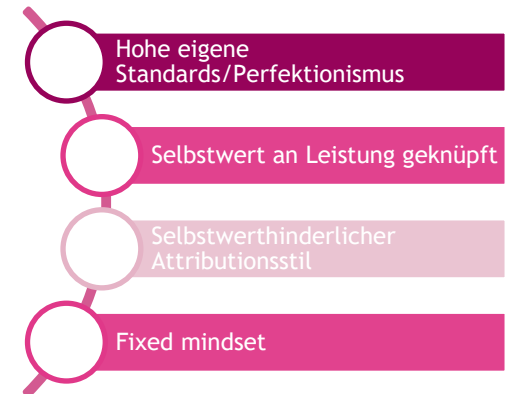 Hohe eigene
Standards/Perfektionismus
Selbstwert an Leistung geknüpft
Selbstwerthinderlicher
Attributionsstil
Fixed mindset